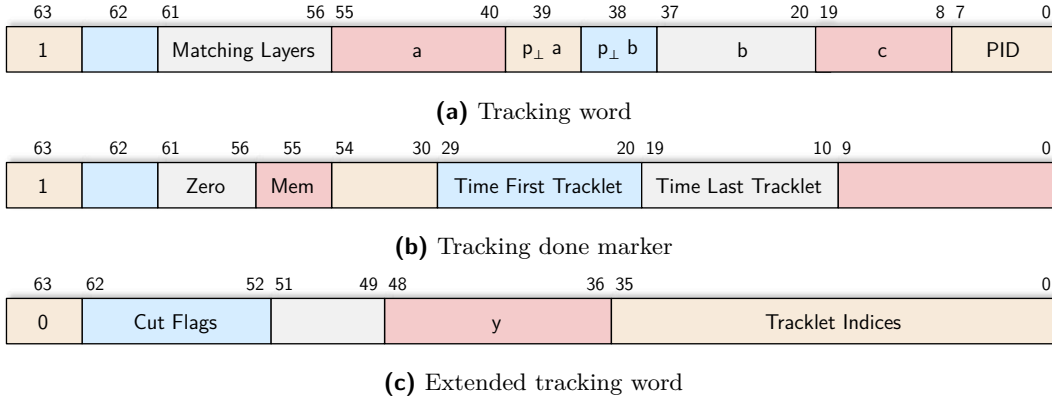 63 62 61 56 55 40 39 38 37 20 19 8 7 0
1 Matching Layers a p⊥ a p⊥ b b c PID
(a) Tracking word
63 62 61 56 55 54 30 29 20 19 10 9 0
1 Zero Mem Time First Tracklet Time Last Tracklet
(b) Tracking done marker
63 62 52 51 49 48 36 35 0
0 Cut Flags y Tracklet Indices
(c) Extended tracking word